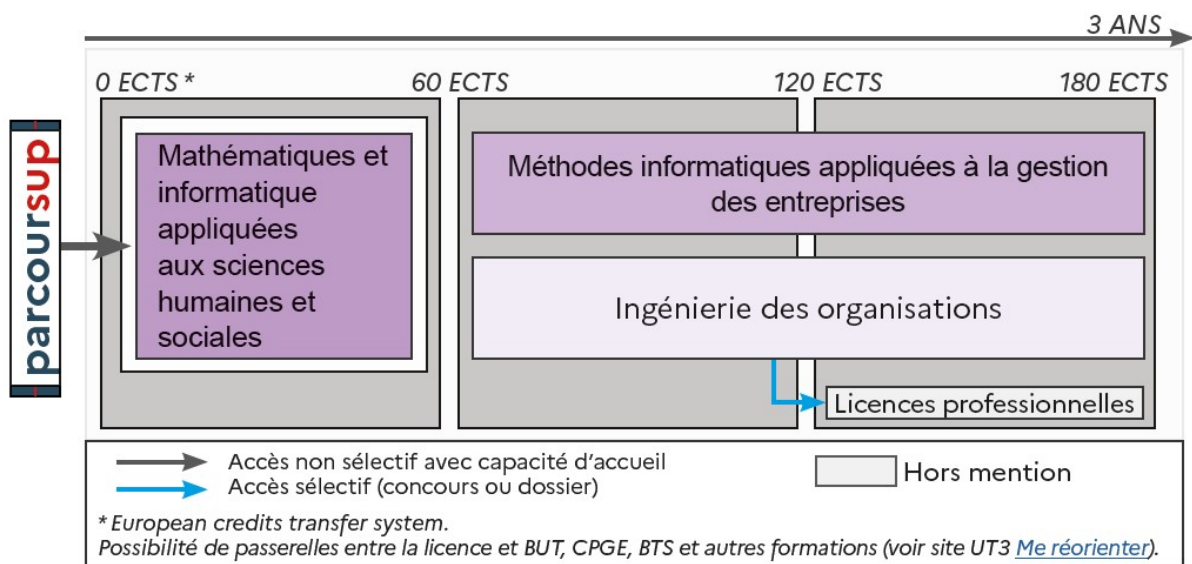 3 ANS
0 ECTS *
60 ECTS
120 ECTS
180 ECTS
parcoursup
Mathématiques et
informatique
appliquées
aux sciences
humaines et
sociales
Méthodes informatiques appliquées à la gestion
des entreprises
Ingénierie des organisations
Licences professionnelles
Accès non sélectif avec capacité d'accueil
Accès sélectif (concours ou dossier)
Hors mention
* European credits transfer system.
Possibilité de passerelles entre la licence et BUT, CPGE, BTS et autres formations (voir site UT3 Me réorienter).